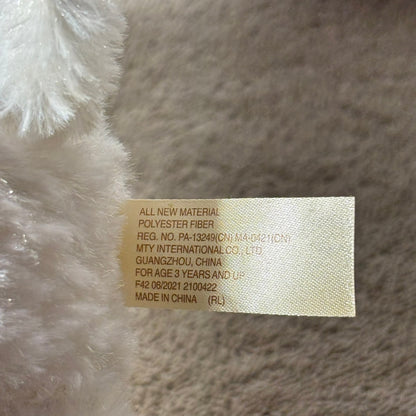 ALL NEW MATERIAL
POLYESTER FIBER
REG. NO. PA-13249(CN) MA-0421(CN)
MTY INTERNATIONAL CO., LTD
GUANGZHOU, CHINA
FOR AGE 3 YEARS AND UP
F42 06/2021 2100422
MADE IN CHINA (RL)